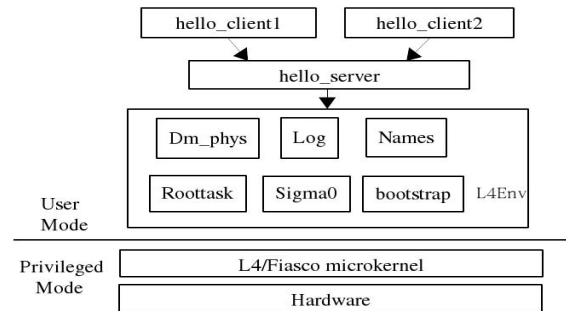 hello_client1
hello_client2
hello_server
Dm_phys
Log
Names
Roottask
Sigma0
bootstrap
L4Env
User
Mode
Privileged
Mode
L4/Fiasco microkernel
Hardware